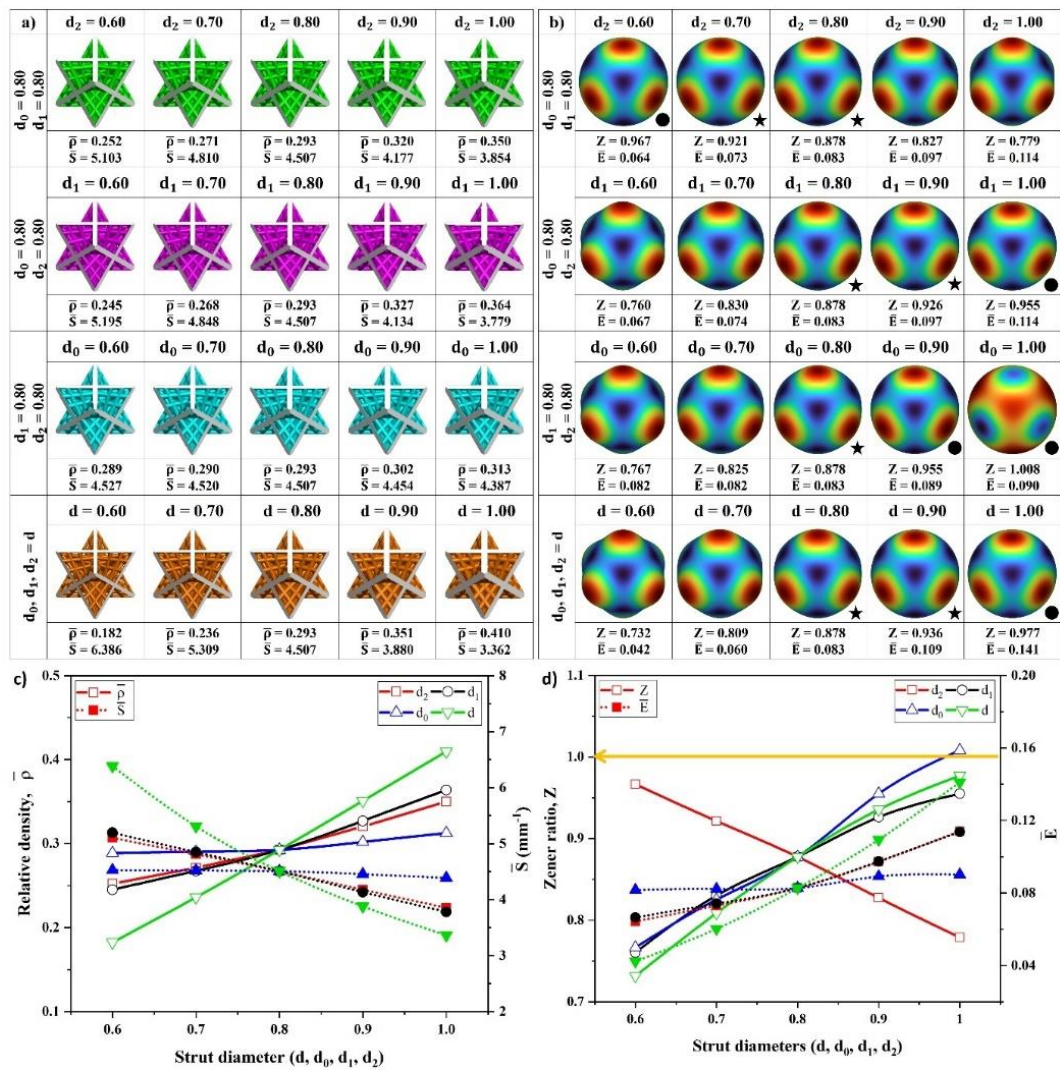 a)
d₂ = 0.60 d₂ = 0.70 d₂ = 0.80 d₂ = 0.90 d₂ = 1.00
d₀ = 0.80
d₁ = 0.80
ρ̄ = 0.252 ρ̄ = 0.271 ρ̄ = 0.293 ρ̄ = 0.320 ρ̄ = 0.350
S̄ = 5.103 S̄ = 4.810 S̄ = 4.507 S̄ = 4.177 S̄ = 3.854
d₁ = 0.60 d₁ = 0.70 d₁ = 0.80 d₁ = 0.90 d₁ = 1.00
d₀ = 0.80
d₂ = 0.80
ρ̄ = 0.245 ρ̄ = 0.268 ρ̄ = 0.293 ρ̄ = 0.327 ρ̄ = 0.364
S̄ = 5.195 S̄ = 4.848 S̄ = 4.507 S̄ = 4.134 S̄ = 3.779
d₀ = 0.60 d₀ = 0.70 d₀ = 0.80 d₀ = 0.90 d₀ = 1.00
d₁ = 0.80
d₂ = 0.80
ρ̄ = 0.289 ρ̄ = 0.290 ρ̄ = 0.293 ρ̄ = 0.302 ρ̄ = 0.313
S̄ = 4.527 S̄ = 4.520 S̄ = 4.507 S̄ = 4.454 S̄ = 4.387
d = 0.60 d = 0.70 d = 0.80 d = 0.90 d = 1.00
d₀, d₁, d₂ = d
ρ̄ = 0.182 ρ̄ = 0.236 ρ̄ = 0.293 ρ̄ = 0.351 ρ̄ = 0.410
S̄ = 6.386 S̄ = 5.309 S̄ = 4.507 S̄ = 3.880 S̄ = 3.362
b)
d₂ = 0.60 d₂ = 0.70 d₂ = 0.80 d₂ = 0.90 d₂ = 1.00
d₀ = 0.80
d₁ = 0.80
Z = 0.967 Z = 0.921 Z = 0.878 Z = 0.827 Z = 0.779
Ē = 0.064 Ē = 0.073 Ē = 0.083 Ē = 0.097 Ē = 0.114
d₁ = 0.60 d₁ = 0.70 d₁ = 0.80 d₁ = 0.90 d₁ = 1.00
d₀ = 0.80
d₂ = 0.80
Z = 0.760 Z = 0.830 Z = 0.878 Z = 0.926 Z = 0.955
Ē = 0.067 Ē = 0.074 Ē = 0.083 Ē = 0.097 Ē = 0.114
d₀ = 0.60 d₀ = 0.70 d₀ = 0.80 d₀ = 0.90 d₀ = 1.00
d₁ = 0.80
d₂ = 0.80
Z = 0.767 Z = 0.825 Z = 0.878 Z = 0.955 Z = 1.008
Ē = 0.082 Ē = 0.082 Ē = 0.083 Ē = 0.089 Ē = 0.090
d = 0.60 d = 0.70 d = 0.80 d = 0.90 d = 1.00
d₀, d₁, d₂ = d
Z = 0.732 Z = 0.809 Z = 0.878 Z = 0.936 Z = 0.977
Ē = 0.042 Ē = 0.060 Ē = 0.083 Ē = 0.109 Ē = 0.141
c)
ρ̄
S̄
d₂ d₁
d₀ d
0.5
0.4
0.3
0.2
0.1
Relative density, ρ̄
8
7
6
5
4
3
2
S̄ (mm⁻¹)
0.6 0.7 0.8 0.9 1.0
Strut diameter (d, d₀, d₁, d₂)
d)
Z
Ē
d₂ d₁
d₀ d
1.1
1.0
0.9
0.8
0.7
Zener ratio, Z
0.20
0.16
0.12
0.08
0.04
Ē
0.6 0.7 0.8 0.9 1
Strut diameters (d, d₀, d₁, d₂)